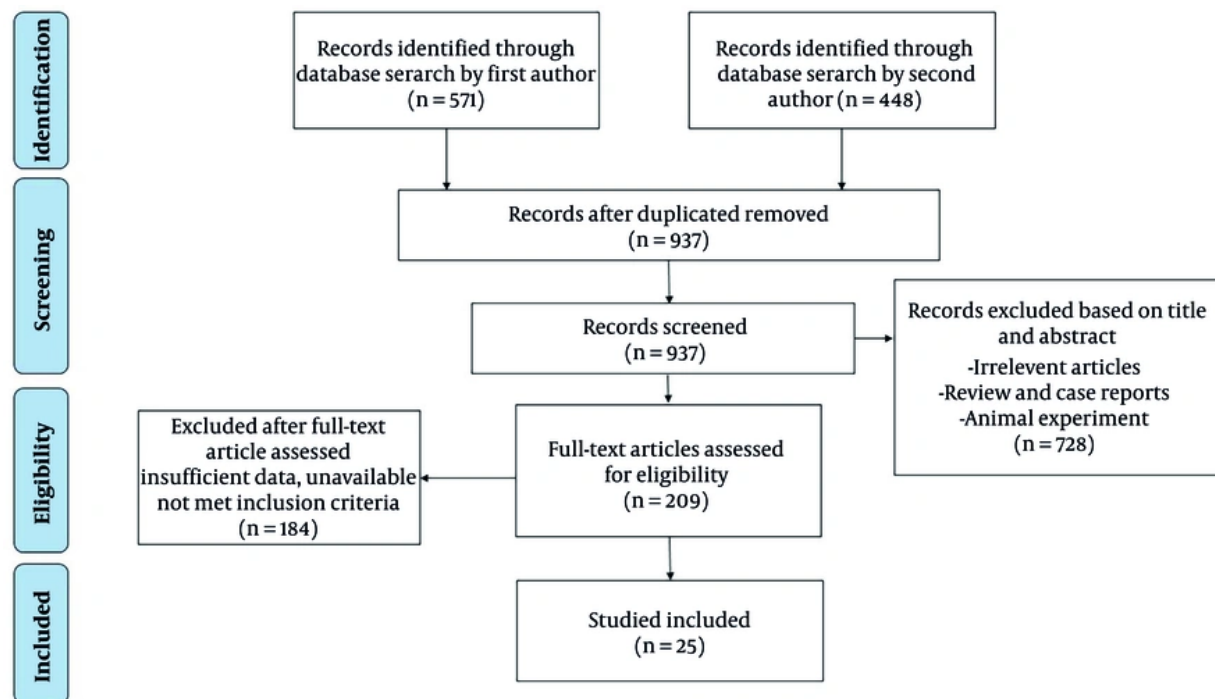 Identification
Records identified through
database serarch by first author
(n = 571)
Records identified through
database serarch by second
author (n = 448)
Screening
Records after duplicated removed
(n = 937)
Records screened
(n = 937)
Records excluded based on title
and abstract
-Irrelevent articles
-Review and case reports
-Animal experiment
(n = 728)
Eligibility
Excluded after full-text
article assessed
insufficient data, unavailable
not met inclusion criteria
(n = 184)
Full-text articles assessed
for eligibility
(n = 209)
Included
Studied included
(n = 25)